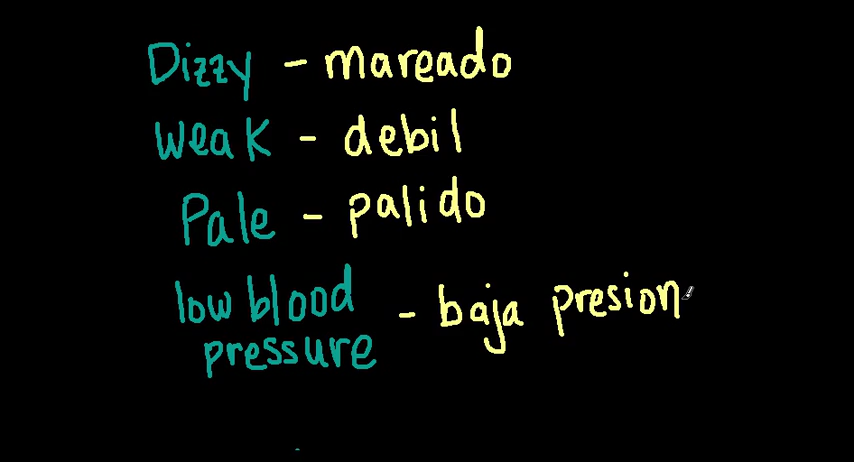 Dizzy - mareado
weak - debil
Pale - palido
low blood - baja presion
pressure